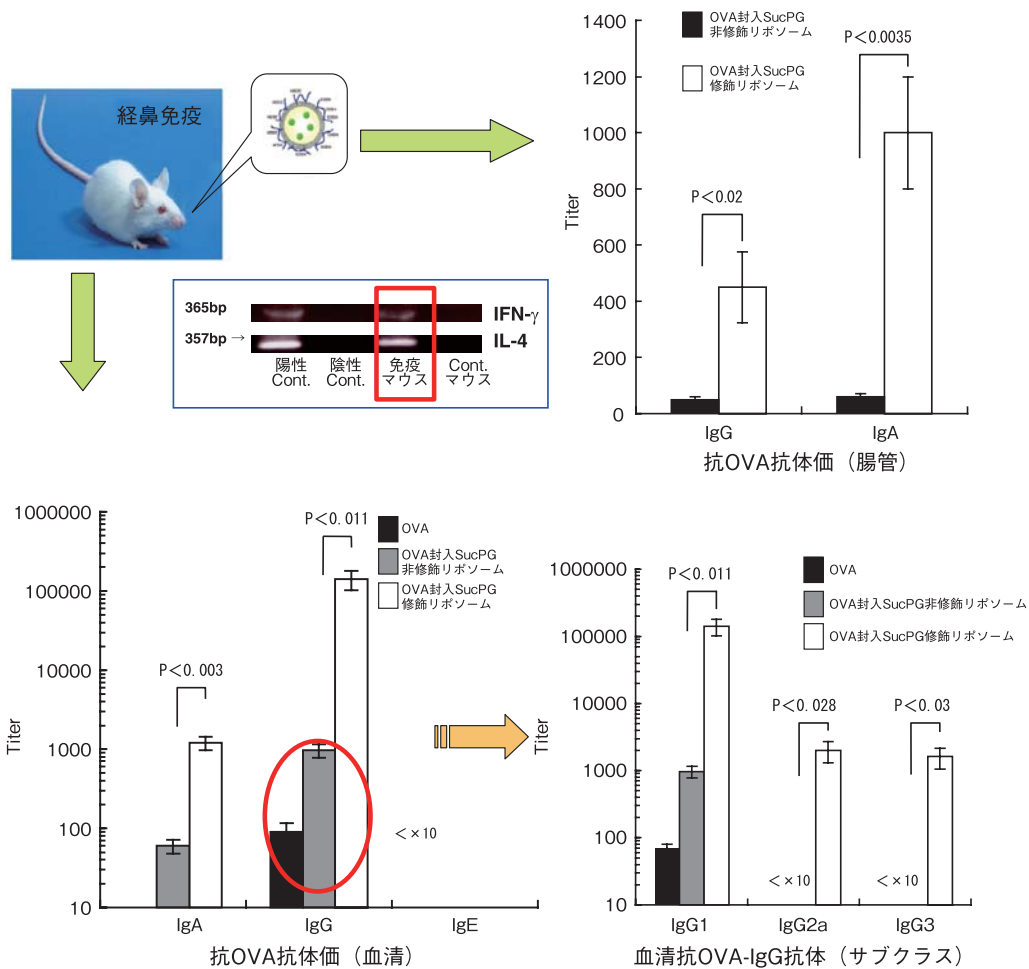 経鼻免疫
365bp
IFN-γ
357bp →
IL-4
陽性
Cont.
陰性
Cont.
免疫
マウス
Cont.
マウス
1400
1200
1000
800
600
400
200
0
Titer
OVA封入SucPG
非修飾リポソーム
OVA封入SucPG
修飾リポソーム
P<0.02
P<0.0035
IgG
IgA
抗OVA抗体価（腸管）
1000000
100000
10000
1000
100
10
Titer
OVA
OVA封入SucPG
非修飾リポソーム
OVA封入SucPG
修飾リポソーム
P<0.003
P<0.011
<×10
IgA
IgG
IgE
抗OVA抗体価（血清）
1000000
100000
10000
1000
100
10
Titer
OVA
OVA封入SucPG非修飾リポソーム
OVA封入SucPG修飾リポソーム
P<0.011
P<0.028
P<0.03
<×10
<×10
IgG1
IgG2a
IgG3
血清抗OVA-IgG抗体（サブクラス）